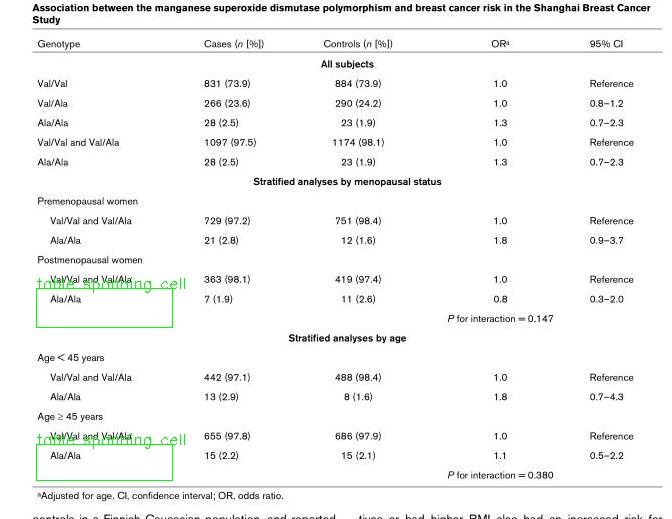 Association between the manganese superoxide dismutase polymorphism and breast cancer risk in the Shanghai Breast Cancer
Study
Genotype Cases (n [%]) Controls (n [%]) ORᵃ 95% CI
All subjects
Val/Val 831 (73.9) 884 (73.9) 1.0 Reference
Val/Ala 266 (23.6) 290 (24.2) 1.0 0.8–1.2
Ala/Ala 28 (2.5) 23 (1.9) 1.3 0.7–2.3
Val/Val and Val/Ala 1097 (97.5) 1174 (98.1) 1.0 Reference
Ala/Ala 28 (2.5) 23 (1.9) 1.3 0.7–2.3
Stratified analyses by menopausal status
Premenopausal women
Val/Val and Val/Ala 729 (97.2) 751 (98.4) 1.0 Reference
Ala/Ala 21 (2.8) 12 (1.6) 1.8 0.9–3.7
Postmenopausal women
Val/Val and Val/Ala 363 (98.1) 419 (97.4) 1.0 Reference
table spanning cell
Ala/Ala 7 (1.9) 11 (2.6) 0.8 0.3–2.0
P for interaction = 0.147
Stratified analyses by age
Age < 45 years
Val/Val and Val/Ala 442 (97.1) 488 (98.4) 1.0 Reference
Ala/Ala 13 (2.9) 8 (1.6) 1.8 0.7–4.3
Age ≥ 45 years
Val/Val and Val/Ala 655 (97.8) 686 (97.9) 1.0 Reference
table spanning cell
Ala/Ala 15 (2.2) 15 (2.1) 1.1 0.5–2.2
P for interaction = 0.380
ᵃAdjusted for age. CI, confidence interval; OR, odds ratio.